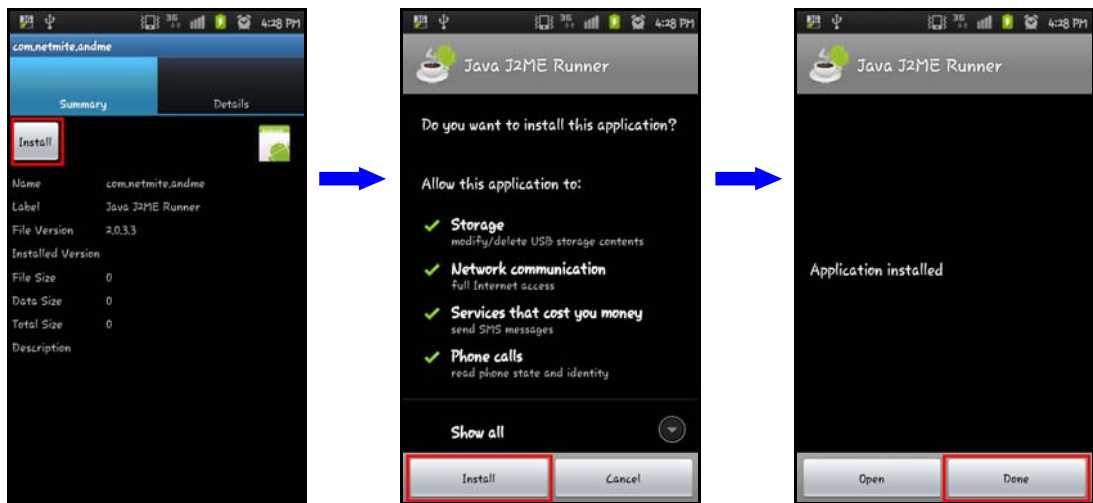 3G 4:28 PM
com.netmite.andme
Summary Details
Install
Name com.netmite.andme
Label Java J2ME Runner
File Version 2.0.3.3
Installed Version
File Size 0
Data Size 0
Total Size 0
Description
3G 4:28 PM
Java J2ME Runner
Do you want to install this application?
Allow this application to:
Storage
modify/delete USB storage contents
Network communication
full Internet access
Services that cost you money
send SMS messages
Phone calls
read phone state and identity
Show all
Install Cancel
3G 4:28 PM
Java J2ME Runner
Application installed
Open Done